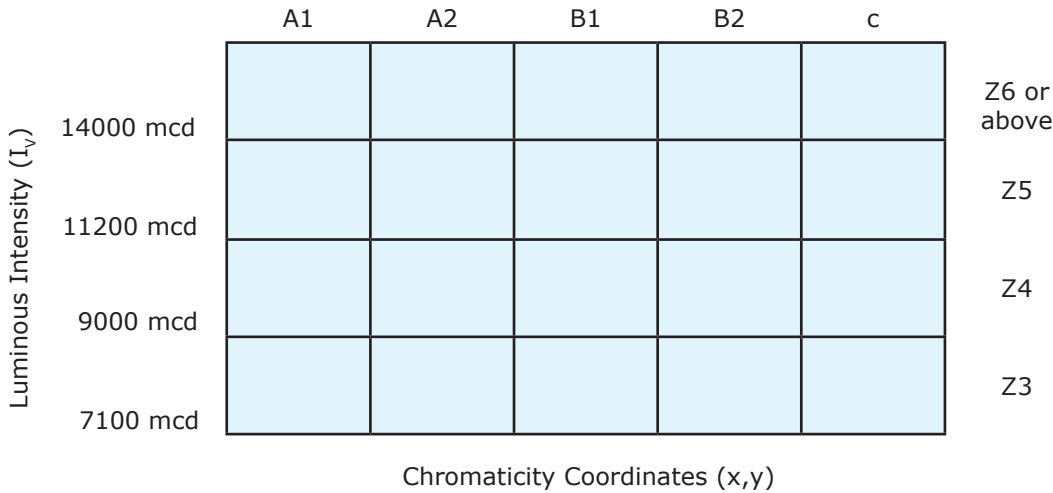 A1 A2 B1 B2 c
Z6 or
above
14000 mcd
Z5
11200 mcd
Z4
9000 mcd
Z3
7100 mcd
Luminous Intensity (Iv)
Chromaticity Coordinates (x,y)